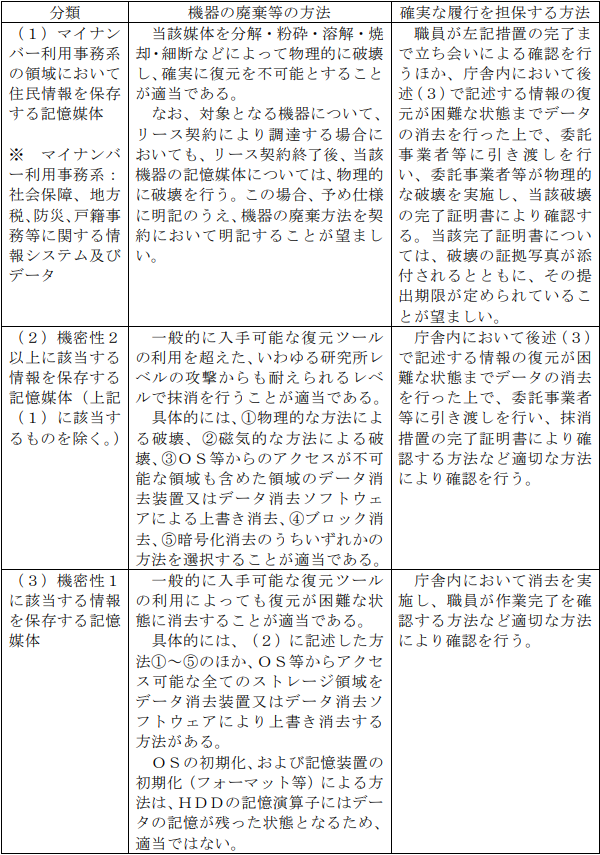 分類
機器の廃棄等の方法
確実な履行を担保する方法
（１）マイナン
バー利用事務系
の領域において
住民情報を保存
する記憶媒体
※　マイナンバ
ー利用事務系：
社会保障、地方
税、防災、戸籍事
務等に関する情
報システム及び
データ
当該媒体を分解・粉砕・溶解・焼
却・細断などによって物理的に破壊
し、確実に復元を不可能とすること
が適当である。
なお、対象となる機器について、
リース契約により調達する場合に
おいても、リース契約終了後、当該
機器の記憶媒体については、物理的
に破壊を行う。この場合、予め仕様
に明記のうえ、機器の廃棄方法を契
約において明記することが望まし
い。
職員が左記措置の完了ま
で立ち会いによる確認を行
うほか、庁舎内において後
述（３）で記述する情報の復
元が困難な状態までデータ
の消去を行った上で、委託
事業者等に引き渡しを行
い、委託事業者等が物理的
な破壊を実施し、当該破壊
の完了証明書により確認す
る。当該完了証明書につい
ては、破壊の証拠写真が添
付されるとともに、その提
出期限が定められているこ
とが望ましい。
（２）機密性２
以上に該当する
情報を保存する
記憶媒体（上記
（１）に該当す
るものを除く。）
一般的に入手可能な復元ツール
の利用を超えた、いわゆる研究所レ
ベルの攻撃からも耐えられるレベ
ルで抹消を行うことが適当である。
具体的には、①物理的な方法によ
る破壊、②磁気的な方法による破
壊、③ＯＳ等からのアクセスが不可
能な領域も含めた領域のデータ消
去装置又はデータ消去ソフトウェ
アによる上書き消去、④ブロック消
去、⑤暗号化消去のうちいずれかの
方法を選択することが適当である。
庁舎内において後述（３）
で記述する情報の復元が困
難な状態までデータの消去
を行った上で、委託事業者
等に引き渡しを行い、抹消
措置の完了証明書により確
認する方法など適切な方法
により確認を行う。
（３）機密性１
に該当する情報
を保存する記憶
媒体
一般的に入手可能な復元ツール
の利用によっても復元が困難な状
態に消去することが適当である。
具体的には、（２）に記述した方
法①～⑤のほか、ＯＳ等からアクセ
ス可能な全てのストレージ領域を
データ消去装置又はデータ消去ソ
フトウェアにより上書き消去する
方法がある。
ＯＳの初期化、および記憶装置の
初期化（フォーマット等）による方
法は、ＨＤＤの記憶演算子にはデー
タの記憶が残った状態となるため、
適当ではない。
庁舎内において消去を実
施し、職員が作業完了を確
認する方法など適切な方法
により確認を行う。